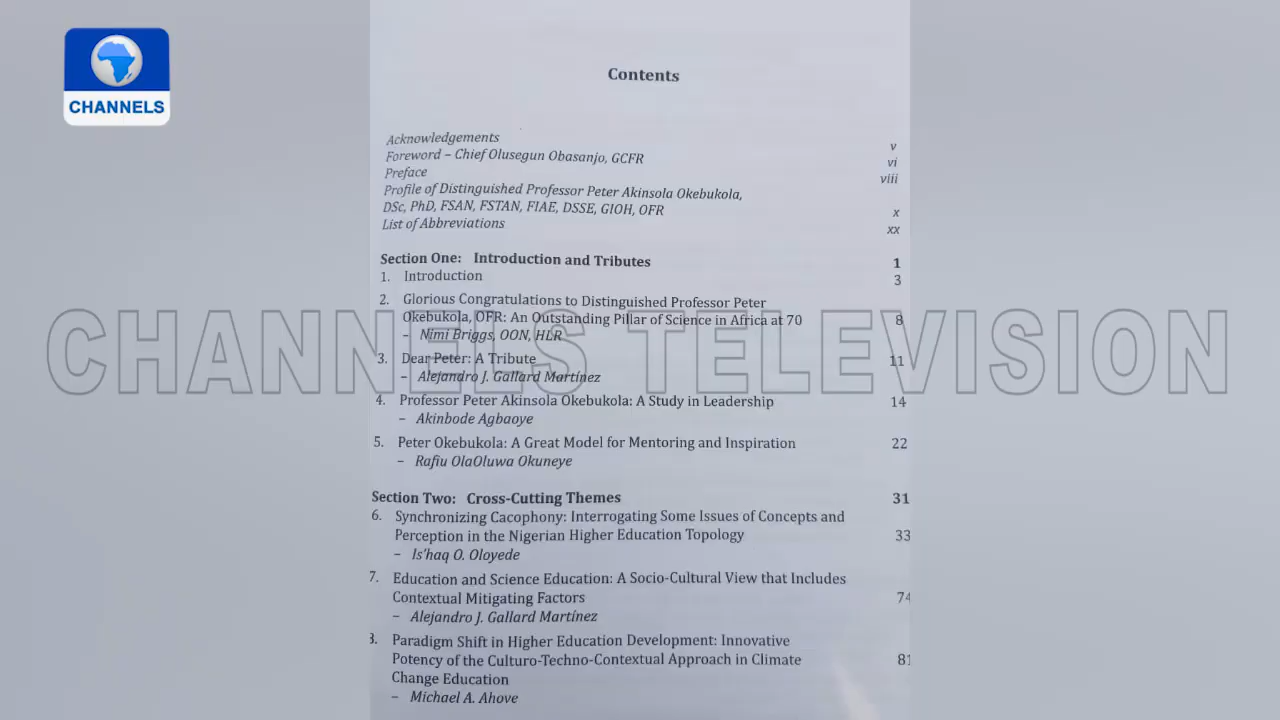 CHANNELS
Contents
Acknowledgements v
Foreword – Chief Olusegun Obasanjo, GCFR vi
Preface viii
Profile of Distinguished Professor Peter Akinsola Okebukola,
DSc, PhD, FSAN, FSTAN, FIAE, DSSE, GIOH, OFR x
List of Abbreviations xx
Section One: Introduction and Tributes 1
1. Introduction 3
2. Glorious Congratulations to Distinguished Professor Peter
Okebukola, OFR: An Outstanding Pillar of Science in Africa at 70 8
– Nimi Briggs, OON, HLR
CHANNELS TELEVISION
3. Dear Peter: A Tribute 11
– Alejandro J. Gallard Martínez
4. Professor Peter Akinsola Okebukola: A Study in Leadership 14
– Akinbode Agbaoye
5. Peter Okebukola: A Great Model for Mentoring and Inspiration 22
– Rafiu OlaOluwa Okuneye
Section Two: Cross-Cutting Themes 31
6. Synchronizing Cacophony: Interrogating Some Issues of Concepts and
Perception in the Nigerian Higher Education Topology 33
– Is'haq O. Oloyede
7. Education and Science Education: A Socio-Cultural View that Includes
Contextual Mitigating Factors 74
– Alejandro J. Gallard Martínez
8. Paradigm Shift in Higher Education Development: Innovative
Potency of the Culturo-Techno-Contextual Approach in Climate 81
Change Education
– Michael A. Ahove